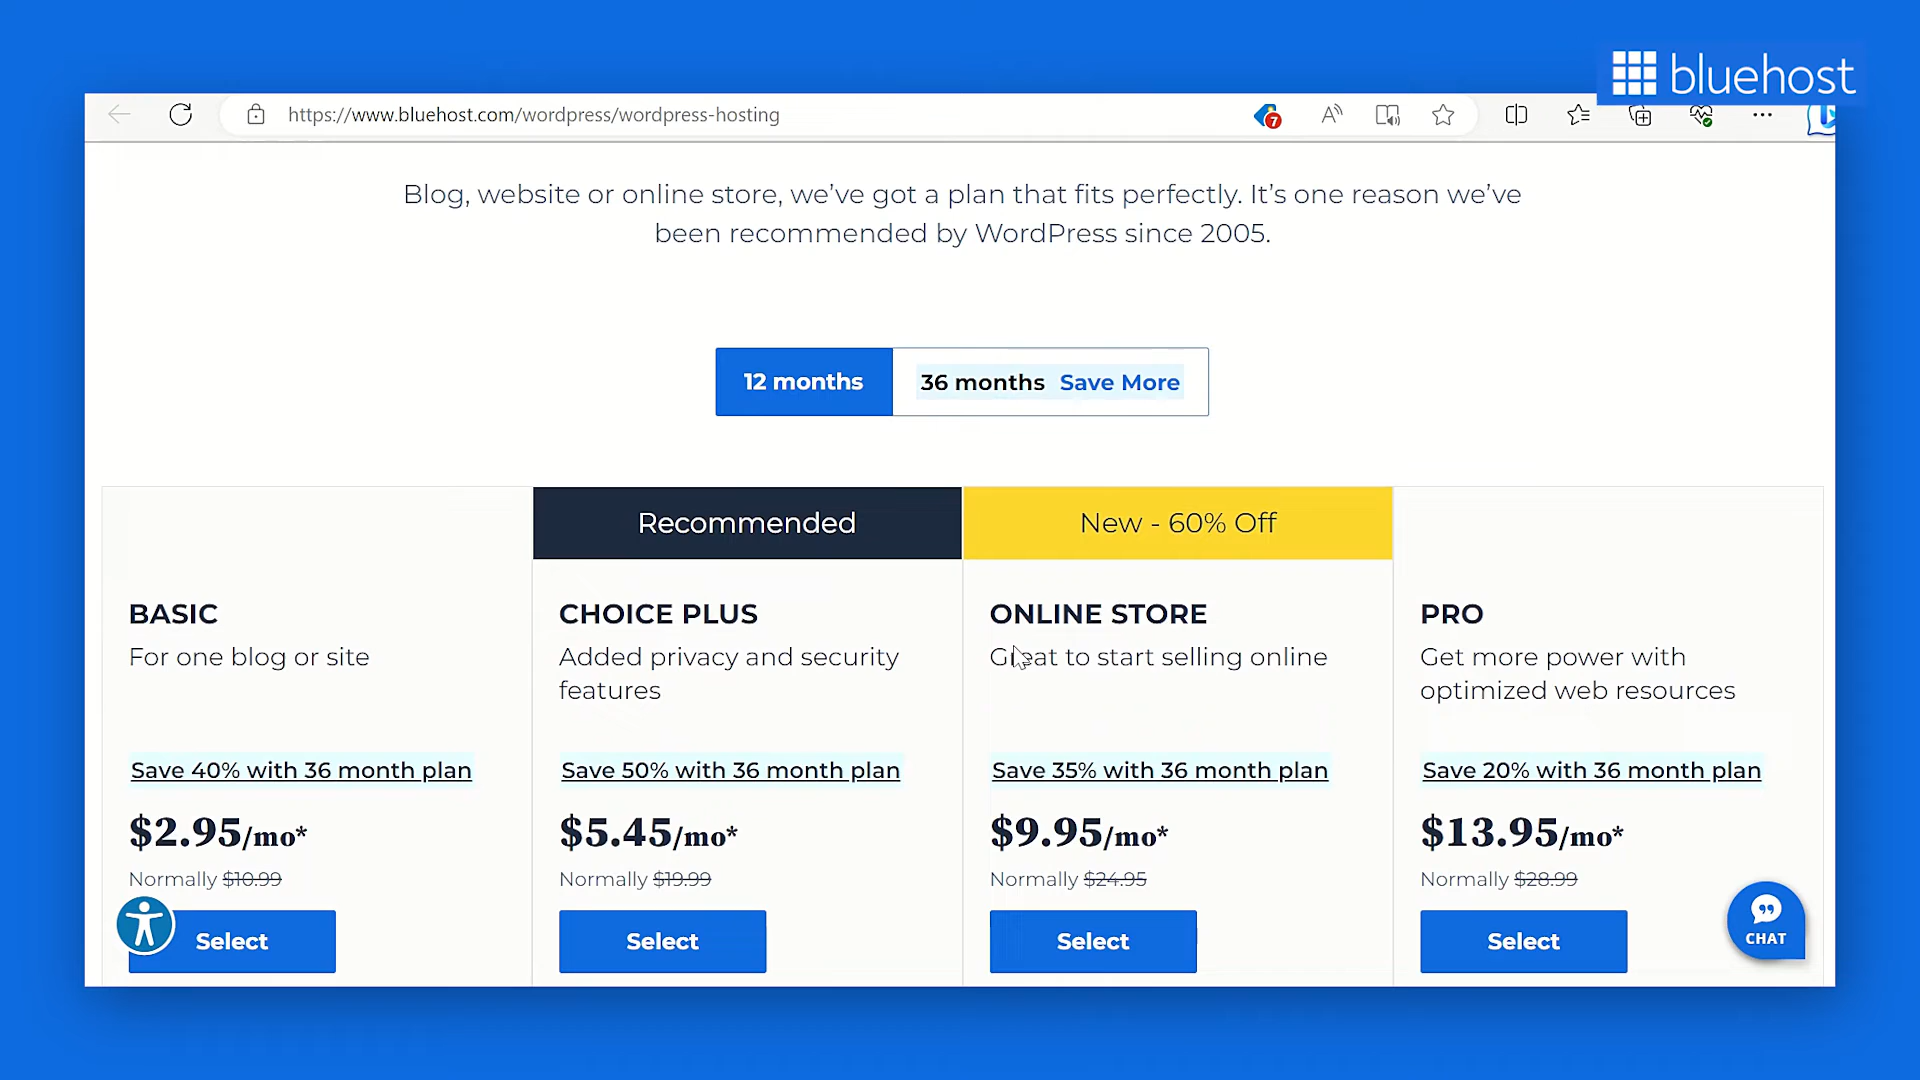 bluehost
https://www.bluehost.com/wordpress/wordpress-hosting
7
A
Blog, website or online store, we’ve got a plan that fits perfectly. It’s one reason we’ve
been recommended by WordPress since 2005.
12 months
36 months Save More
Recommended
New - 60% Off
BASIC
For one blog or site
Save 40% with 36 month plan
$2.95/mo*
Normally $10.99
Select
CHOICE PLUS
Added privacy and security
features
Save 50% with 36 month plan
$5.45/mo*
Normally $19.99
Select
ONLINE STORE
Great to start selling online
Save 35% with 36 month plan
$9.95/mo*
Normally $24.95
Select
PRO
Get more power with
optimized web resources
Save 20% with 36 month plan
$13.95/mo*
Normally $28.99
Select
CHAT